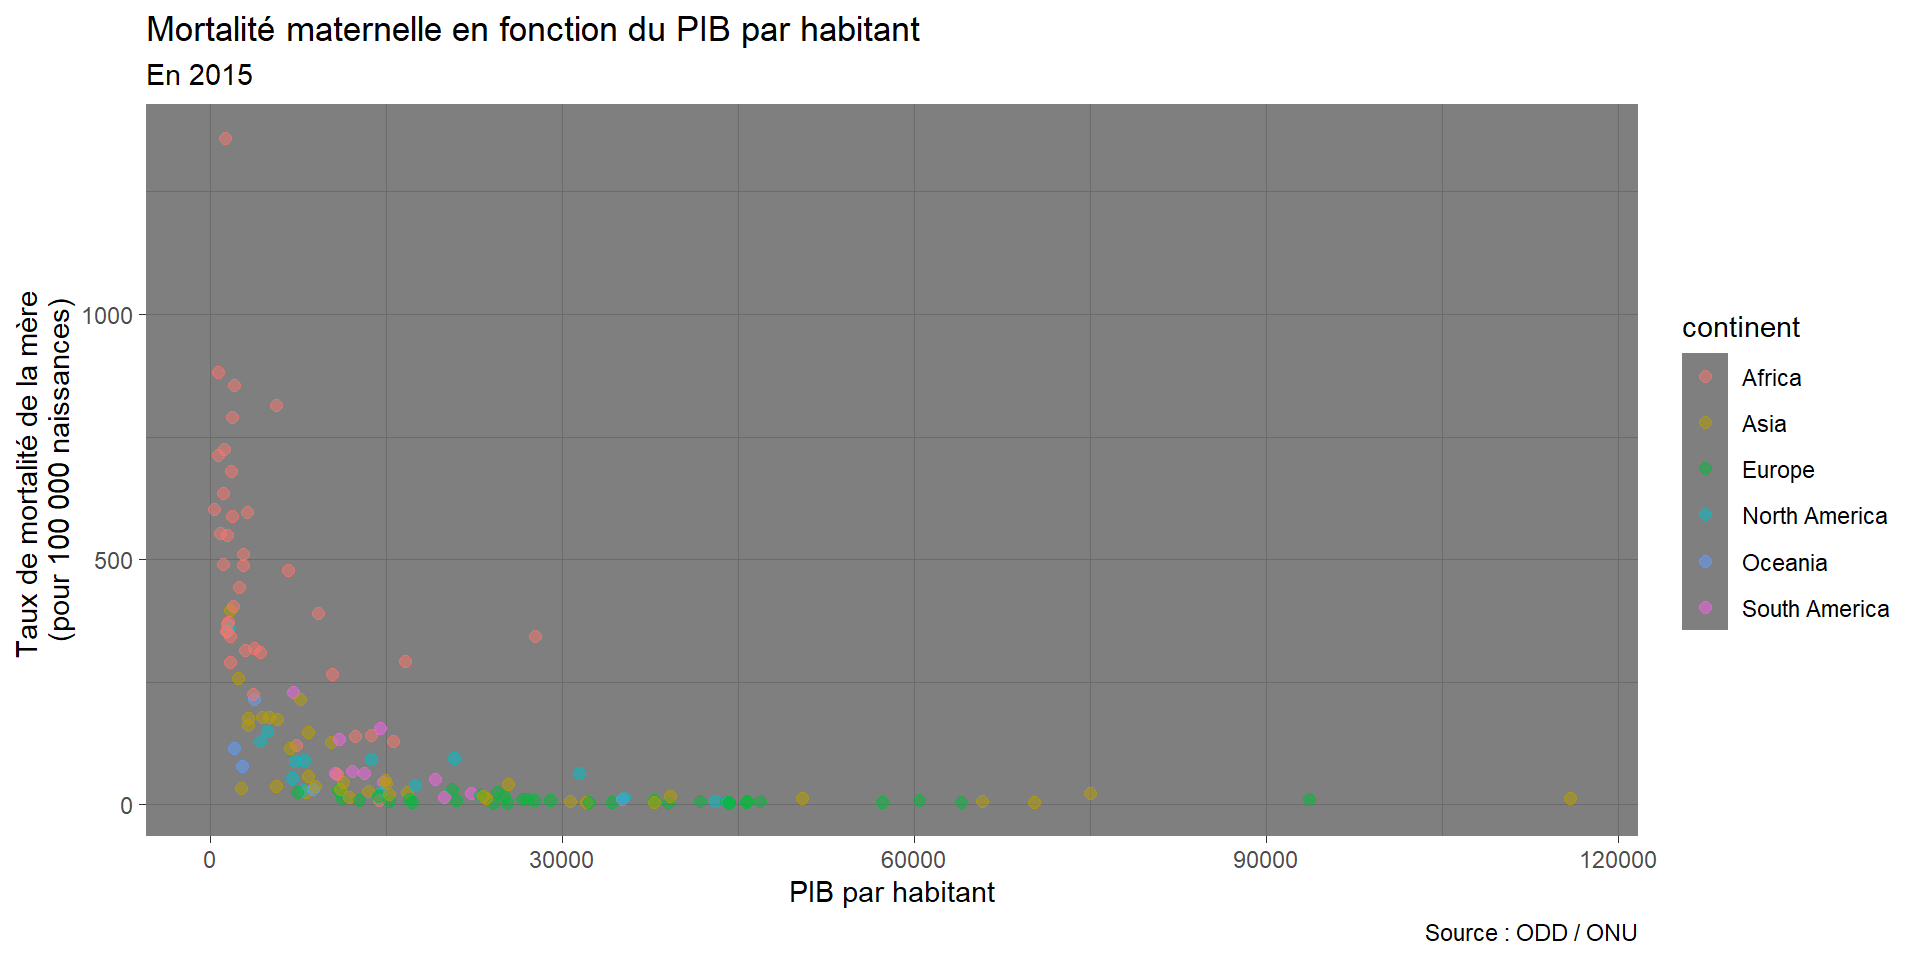 Mortalité maternelle en fonction du PIB par habitant
En 2015
Taux de mortalité de la mère
(pour 100 000 naissances)
1000
500
0
0
30000
60000
90000
120000
PIB par habitant
continent
Africa
Asia
Europe
North America
Oceania
South America
Source : ODD / ONU